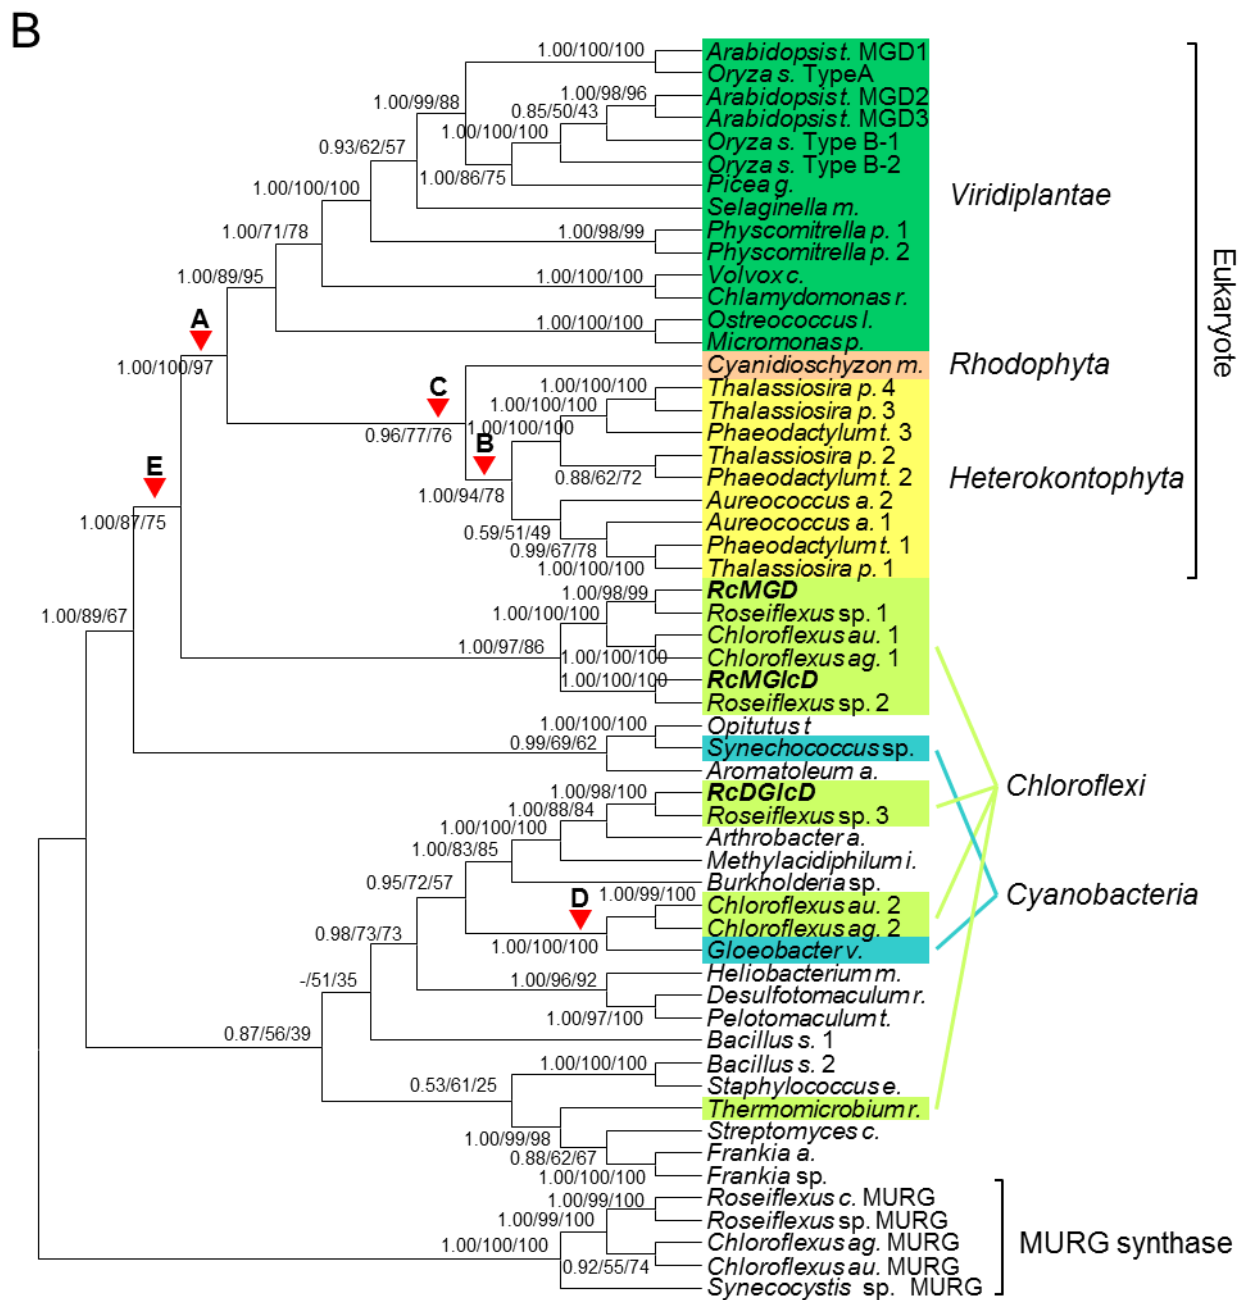 B
1.00/100/100
Arabidopsis t. MGD1
Oryza s. TypeA
1.00/98/96
Arabidopsis t. MGD2
1.00/99/88
0.85/50/43
Arabidopsis t. MGD3
1.00/100/100
Oryza s. Type B-1
0.93/62/57
Oryza s. Type B-2
1.00/86/75
Picea g.
1.00/100/100
Viridiplantae
Selaginella m.
1.00/71/78
1.00/98/99
Physcomitrella p. 1
Physcomitrella p. 2
1.00/89/95
1.00/100/100
Volvox c.
Chlamydomonas r.
Eukaryote
A
1.00/100/100
Ostreococcus l.
Micromonas p.
1.00/100/97
Cyanidioschyzon m.
Rhodophyta
C
1.00/100/100
Thalassiosira p. 4
1.00/100/100
Thalassiosira p. 3
0.96/77/76
1.00/100/100
Phaeodactylum t. 3
B
Thalassiosira p. 2
E
0.88/62/72
Phaeodactylum t. 2
Heterokontophyta
1.00/94/78
Aureococcus a. 2
1.00/87/75
0.59/51/49
Aureococcus a. 1
0.99/67/78
Phaeodactylum t. 1
1.00/100/100
Thalassiosira p. 1
1.00/98/99
RcMGD
1.00/89/67
1.00/100/100
Roseiflexus sp. 1
Chloroflexus au. 1
1.00/97/86
1.00/100/100
Chloroflexus ag. 1
1.00/100/100
RcMGlcD
Roseiflexus sp. 2
1.00/100/100
Opitutus t
0.99/69/62
Synechococcus sp.
Aromatoleum a.
Chloroflexi
1.00/98/100
RcDGlcD
1.00/88/84
Roseiflexus sp. 3
1.00/100/100
Arthrobacter a.
1.00/83/85
Methylacidiphilum i.
0.95/72/57
Burkholderia sp.
Cyanobacteria
D
1.00/99/100
Chloroflexus au. 2
0.98/73/73
Chloroflexus ag. 2
1.00/100/100
Gloeobacter v.
-/51/35
1.00/96/92
Heliobacterium m.
Desulfotomaculum r.
1.00/97/100
Pelotomaculum t.
0.87/56/39
Bacillus s. 1
1.00/100/100
Bacillus s. 2
0.53/61/25
Staphylococcus e.
Thermomicrobium r.
1.00/99/98
Streptomyces c.
0.88/62/67
Frankia a.
1.00/100/100
Frankia sp.
1.00/99/100
Roseiflexus c. MURG
1.00/99/100
Roseiflexus sp. MURG
1.00/100/100
Chloroflexus ag. MURG
MURG synthase
0.92/55/74
Chloroflexus au. MURG
Synecocystis sp. MURG